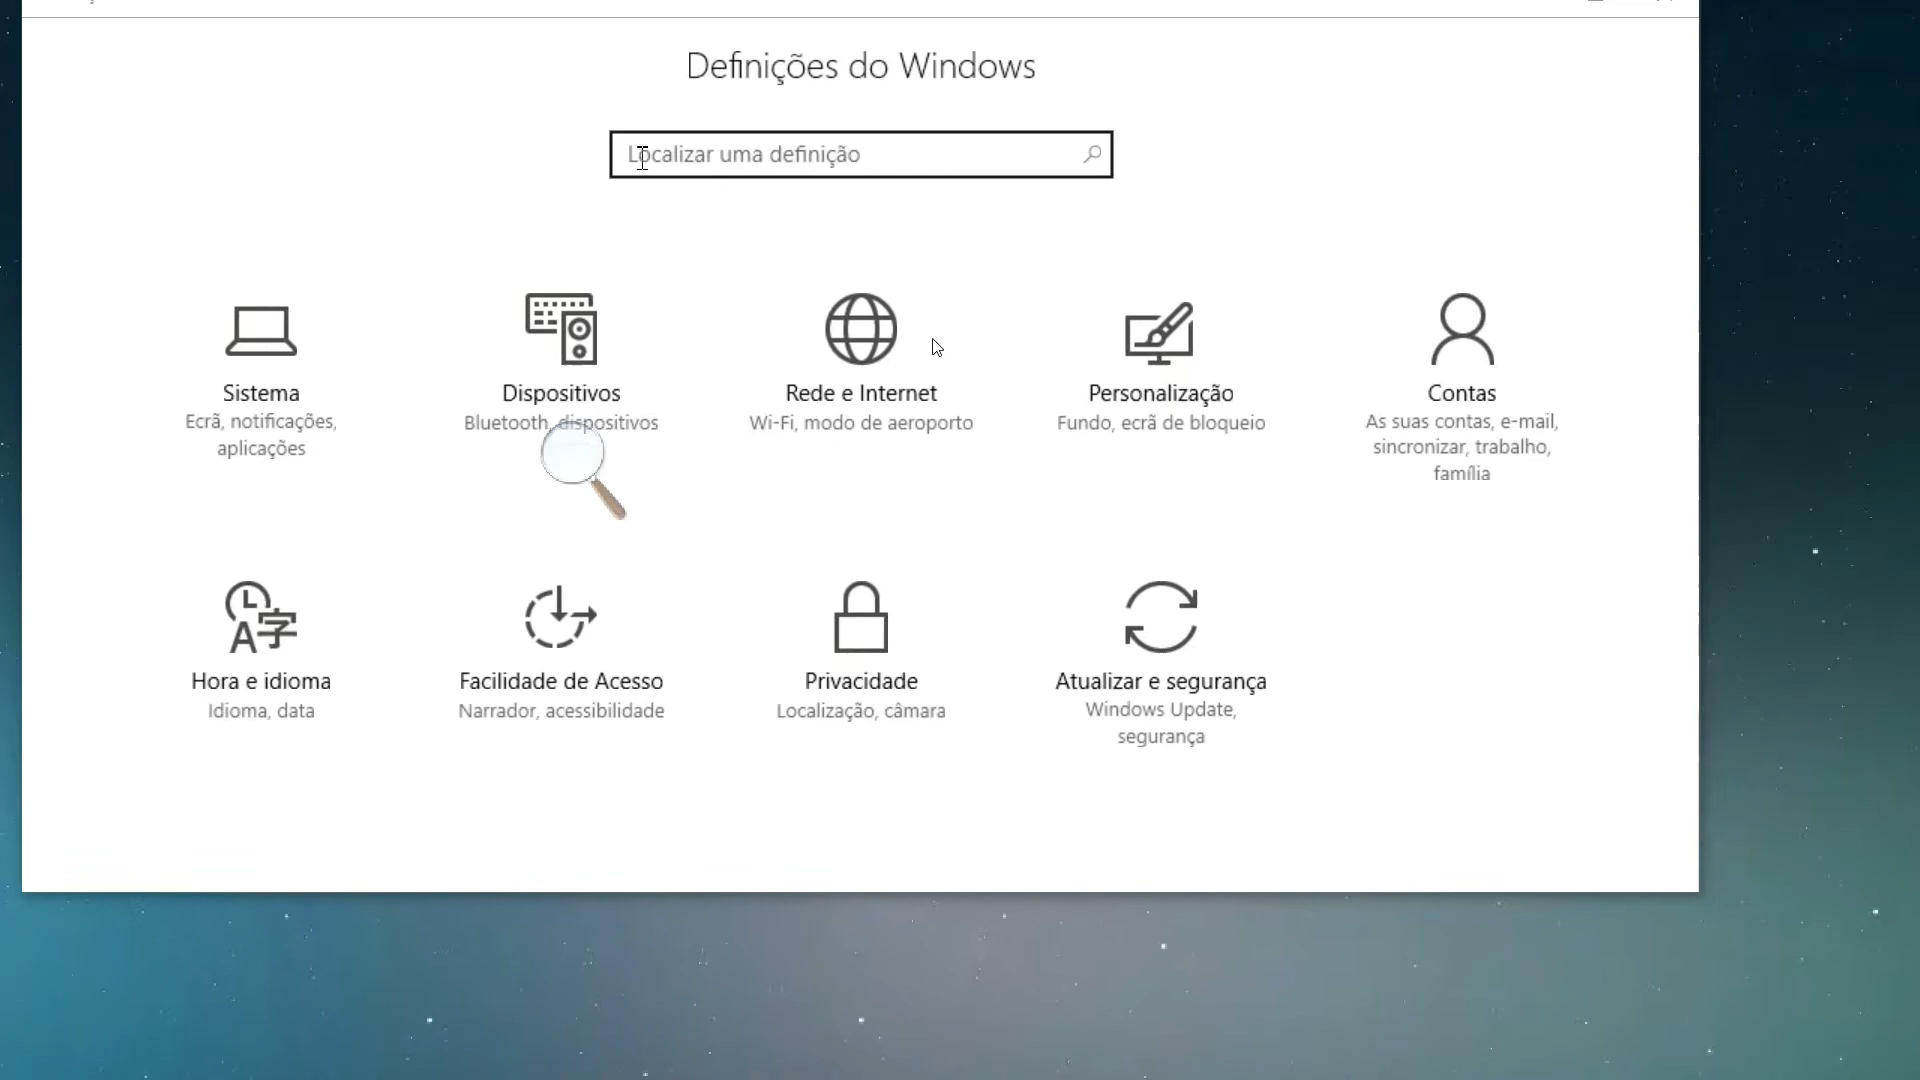 Definições do Windows
Localizar uma definição
Sistema
Ecrã, notificações,
aplicações
Dispositivos
Bluetooth, dispositivos
Rede e Internet
Wi-Fi, modo de aeroporto
Personalização
Fundo, ecrã de bloqueio
Contas
As suas contas, e-mail,
sincronizar, trabalho,
família
Hora e idioma
Idioma, data
Facilidade de Acesso
Narrador, acessibilidade
Privacidade
Localização, câmara
Atualizar e segurança
Windows Update,
segurança